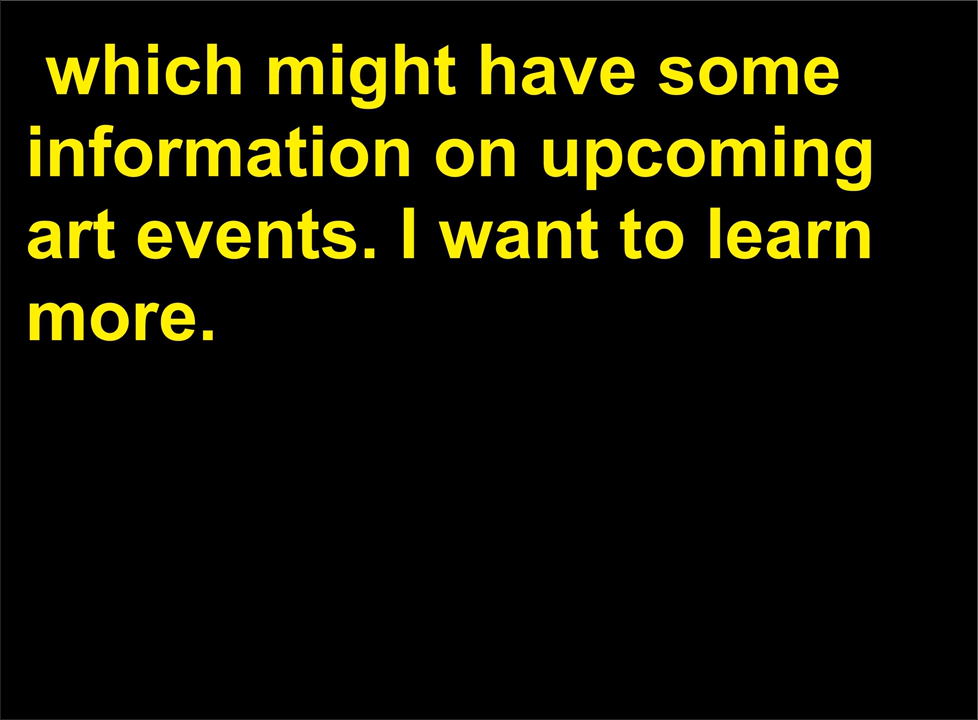 which might have some
information on upcoming
art events. I want to learn
more.